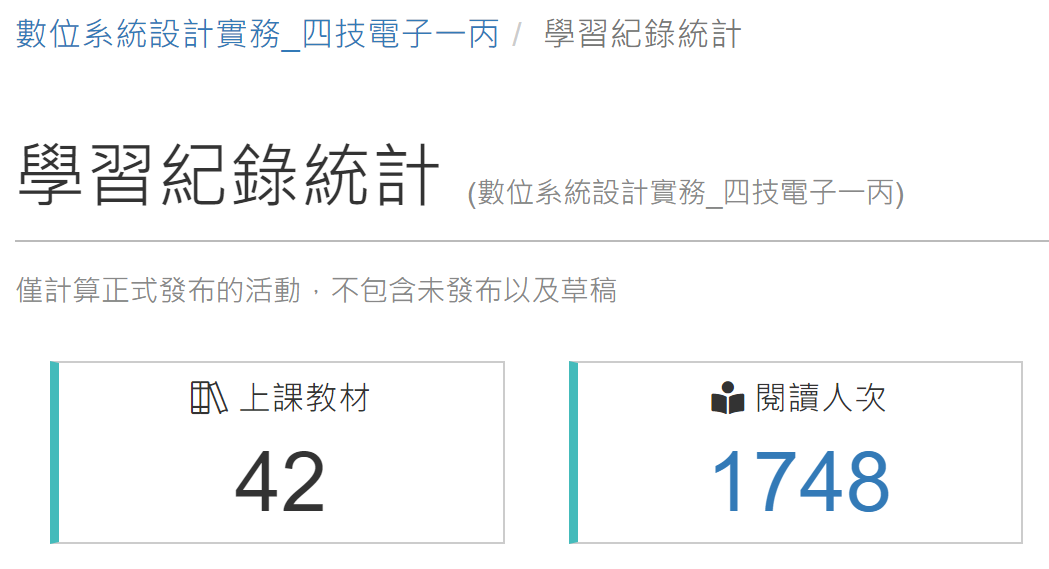 數位系統設計實務_四技電子一丙 / 學習紀錄統計
學習紀錄統計 (數位系統設計實務_四技電子一丙)
僅計算正式發布的活動，不包含未發布以及草稿
上課教材 閱讀人次
42 1748